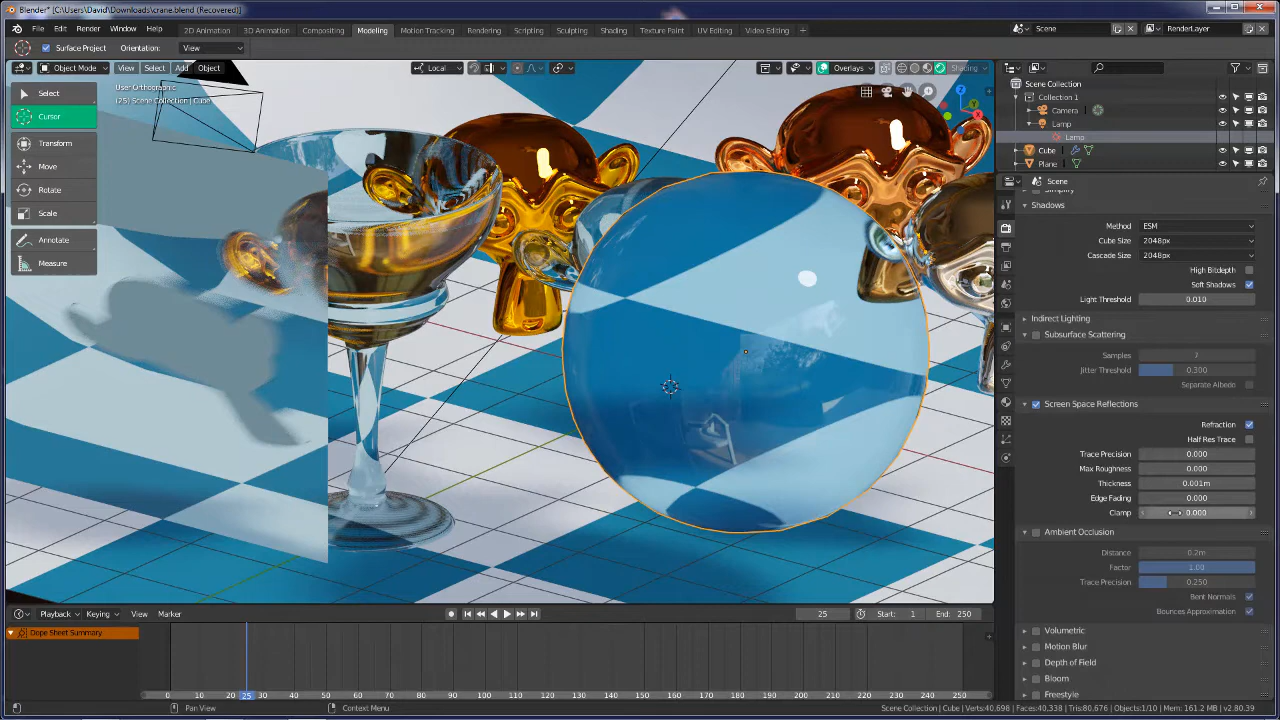 Blender* [C:\Users\David\Downloads\crane.blend (Recovered)]
File Edit Render Window Help 2D Animation 3D Animation Compositing Modeling Motion Tracking Rendering Scripting Sculpting Shading Texture Paint UV Editing Video Editing + Scene RenderLayer
Surface Project Orientation: View
Object Mode View Select Add Object Local Overlays Shading
User Orthographic
(25) Scene Collection | Cube
Select
Cursor
Transform
Move
Rotate
Scale
Annotate
Measure
Scene Collection
Collection 1
Camera
Lamp
Lamp
Cube
Plane
Scene
Simplify
Shadows
Method ESM
Cube Size 2048px
Cascade Size 2048px
High Bitdepth
Soft Shadows
Light Threshold 0.010
Indirect Lighting
Subsurface Scattering
Samples 7
Jitter Threshold 0.300
Separate Albedo
Screen Space Reflections
Refraction
Half Res Trace
Trace Precision 0.000
Max Roughness 0.000
Thickness 0.001m
Edge Fading 0.000
Clamp 0.000
Ambient Occlusion
Distance 0.2m
Factor 1.00
Trace Precision 0.250
Bent Normals
Bounces Approximation
Volumetric
Motion Blur
Depth of Field
Bloom
Freestyle
Playback Keying View Marker 25 Start: 1 End: 250
Dope Sheet Summary
0 10 20 25 30 40 50 60 70 80 90 100 110 120 130 140 150 160 170 180 190 200 210 220 230 240 250
Pan View Context Menu Scene Collection | Cube | Verts:40,698 | Faces:40,338 | Tris:80,676 | Objects:1/10 | Mem: 161.2 MB | v2.80.39